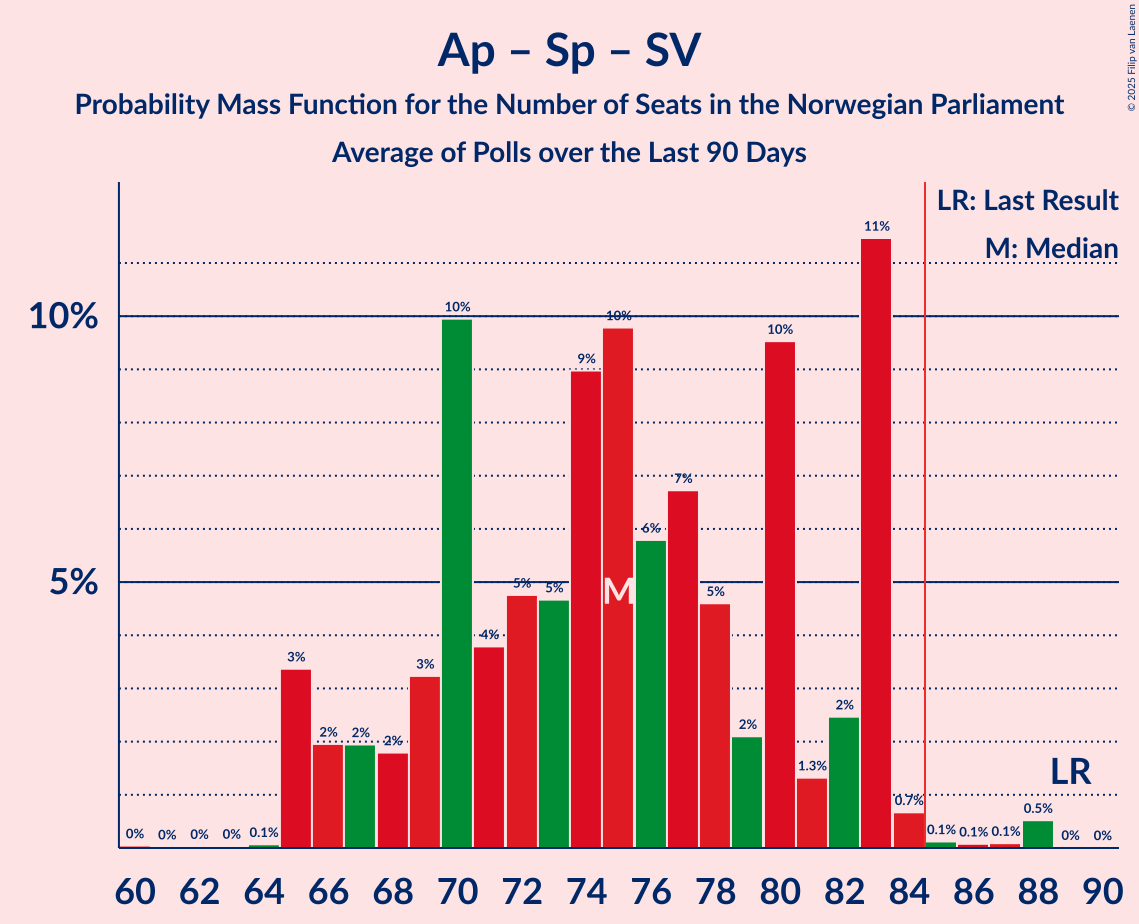 Ap – Sp – SV
Probability Mass Function for the Number of Seats in the Norwegian Parliament
Average of Polls over the Last 90 Days
© 2025 Filip van Laenen
LR: Last Result
M: Median
10%
5%
0% 0% 0% 0% 0.1% 3% 2% 2% 2% 3% 10% 4% 5% 5% 9% 10% 6% 7% 5% 2% 10% 1.3% 2% 11% 0.7% 0.1% 0.1% 0.1% 0.5% 0% 0%
M
LR
60 62 64 66 68 70 72 74 76 78 80 82 84 86 88 90